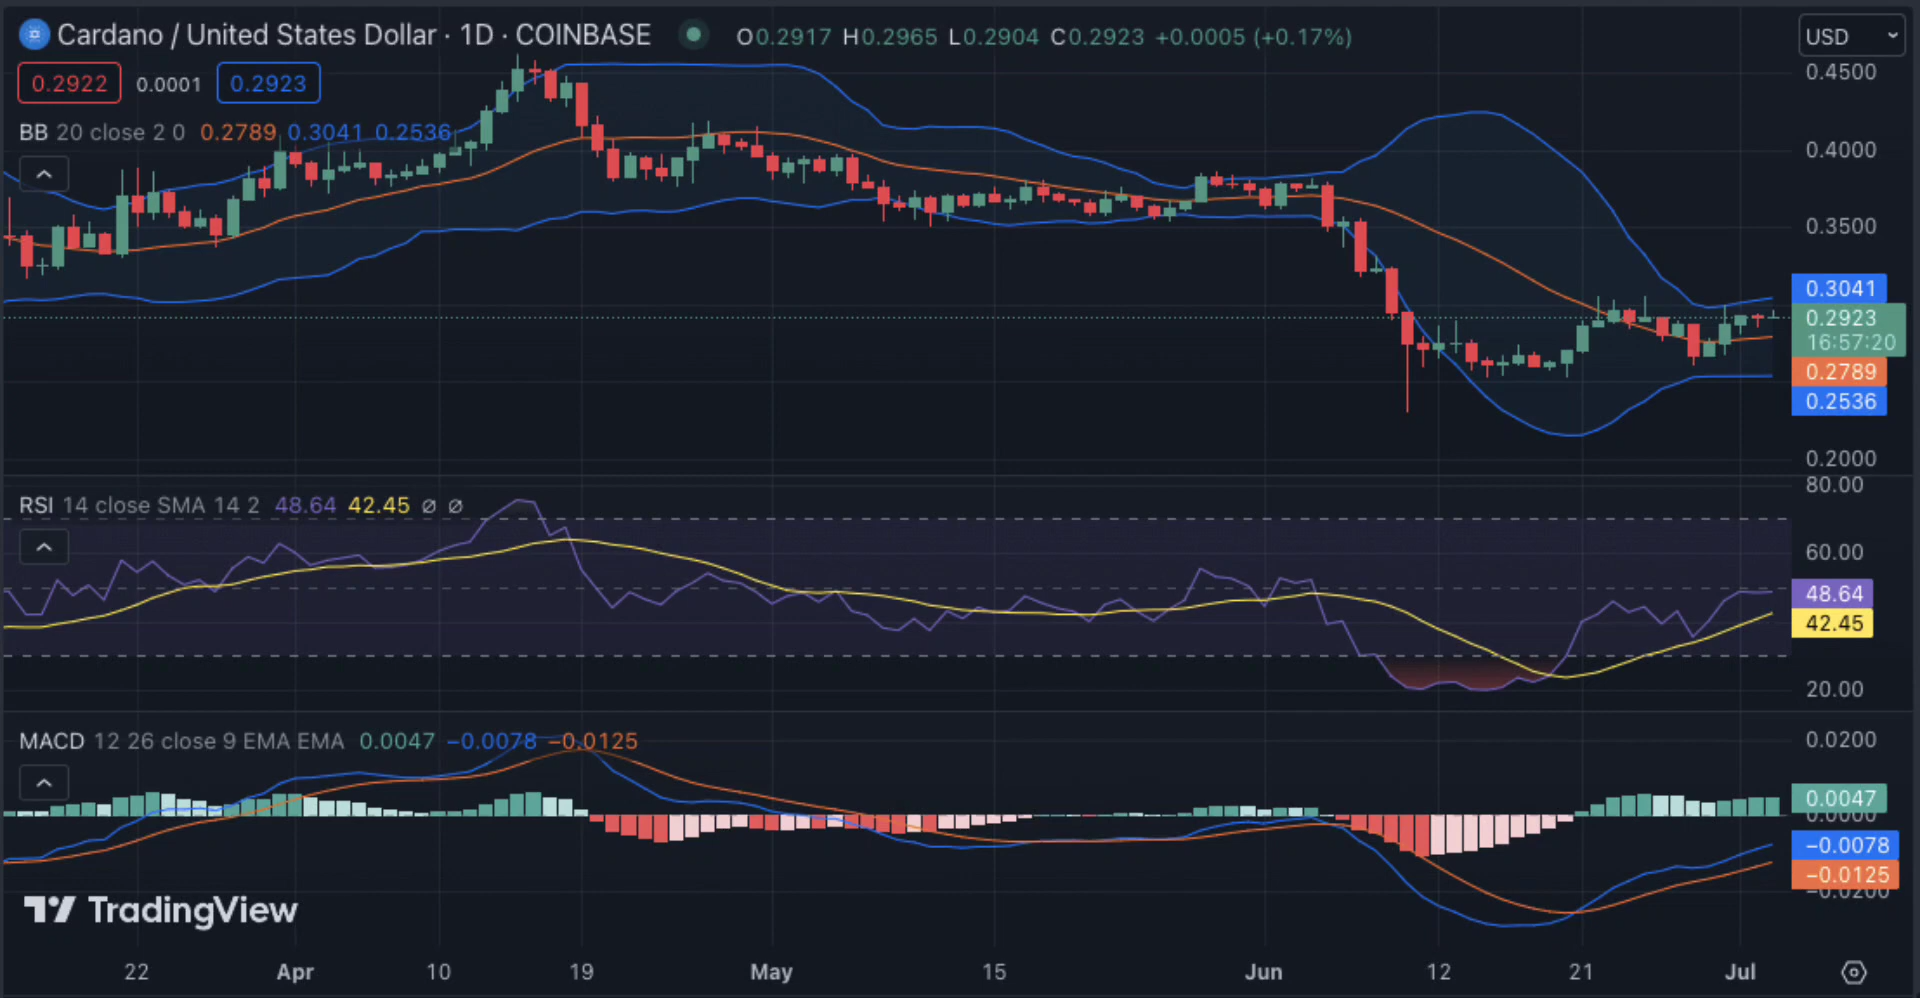 Cardano / United States Dollar · 1D · COINBASE O0.2917 H0.2965 L0.2904 C0.2923 +0.0005 (+0.17%)
USD
0.2922 0.0001 0.2923
BB 20 close 2 0 0.2789 0.3041 0.2536
0.4500
0.4000
0.3500
0.3041
0.2923
16:57:20
0.2789
0.2536
0.2000
RSI 14 close SMA 14 2 48.64 42.45 ∅ ∅
80.00
60.00
48.64
42.45
20.00
MACD 12 26 close 9 EMA EMA 0.0047 −0.0078 −0.0125
0.0200
0.0047
0.0000
−0.0078
−0.0125
−0.0200
TradingView
22 Apr 10 19 May 15 Jun 12 21 Jul